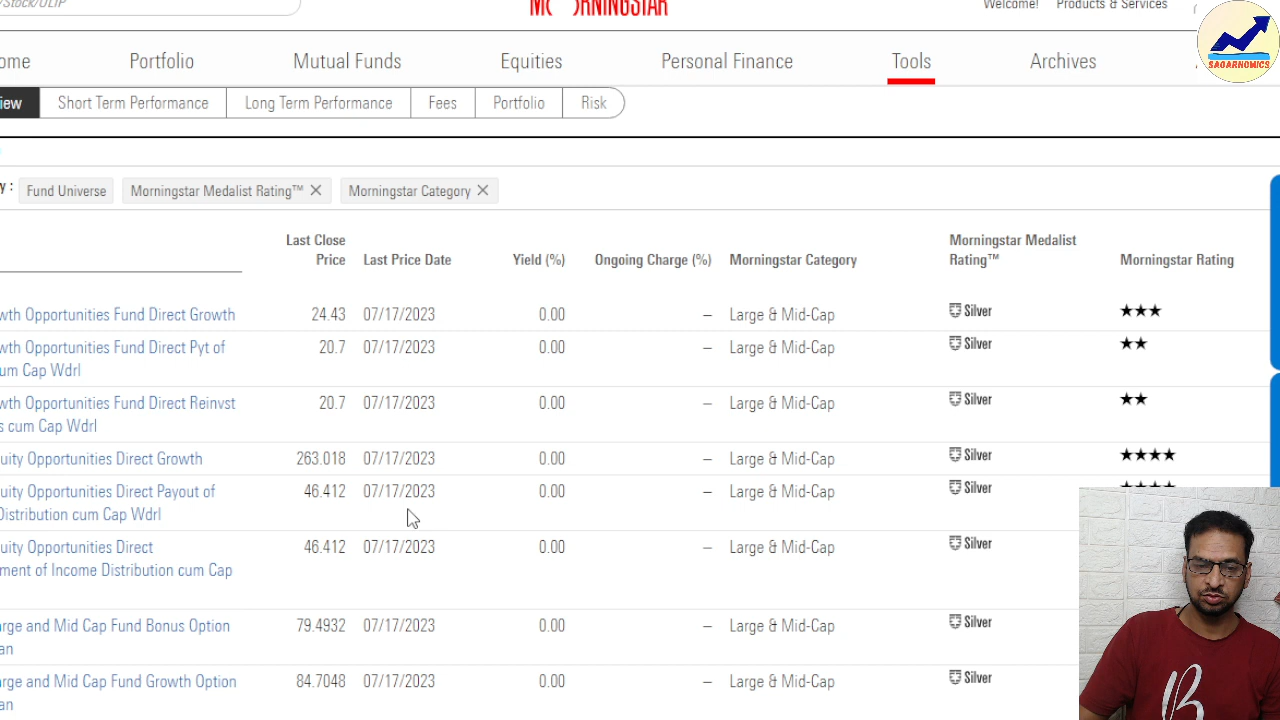 /Stock/ULIP
MORNINGSTAR
Welcome! Products & Services
SAGARNOMICS
Portfolio Mutual Funds Equities Personal Finance Tools Archives
Short Term Performance Long Term Performance Fees Portfolio Risk
Fund Universe Morningstar Medalist Rating™ Morningstar Category
Last Close Price Last Price Date Yield (%) Ongoing Charge (%) Morningstar Category Morningstar Medalist Rating™ Morningstar Rating
wth Opportunities Fund Direct Growth 24.43 07/17/2023 0.00 – Large & Mid-Cap Silver ★★★
wth Opportunities Fund Direct Pyt of 20.7 07/17/2023 0.00 – Large & Mid-Cap Silver ★★
um Cap Wdrl
wth Opportunities Fund Direct Reinvst 20.7 07/17/2023 0.00 – Large & Mid-Cap Silver ★★
s cum Cap Wdrl
uity Opportunities Direct Growth 263.018 07/17/2023 0.00 – Large & Mid-Cap Silver ★★★★
uity Opportunities Direct Payout of 46.412 07/17/2023 0.00 – Large & Mid-Cap Silver ★★★★
Distribution cum Cap Wdrl
uity Opportunities Direct 46.412 07/17/2023 0.00 – Large & Mid-Cap Silver
ment of Income Distribution cum Cap
arge and Mid Cap Fund Bonus Option 79.4932 07/17/2023 0.00 – Large & Mid-Cap Silver
an
arge and Mid Cap Fund Growth Option 84.7048 07/17/2023 0.00 – Large & Mid-Cap Silver
an